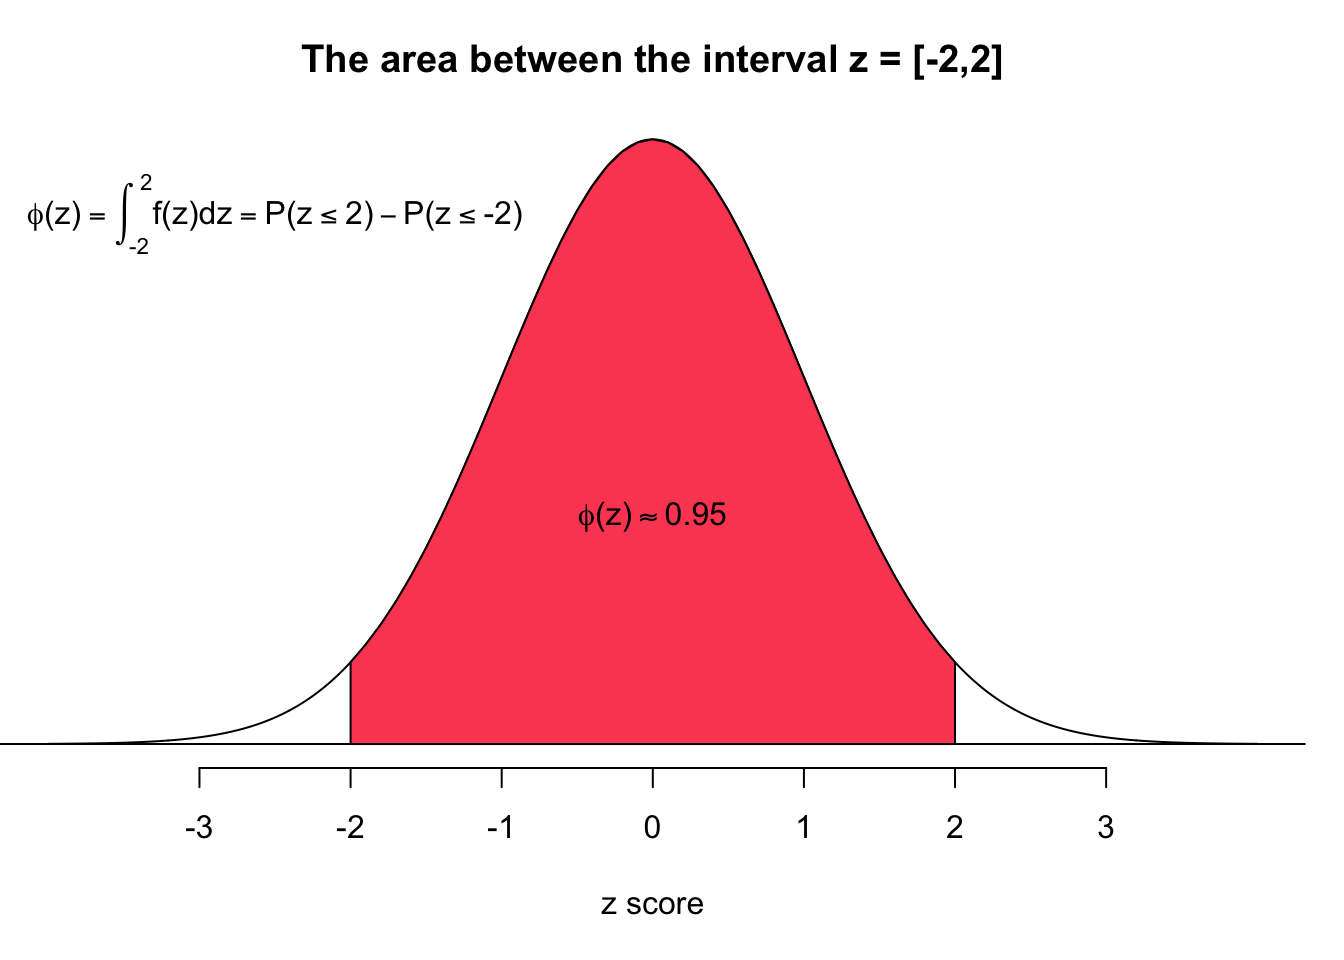 The area between the interval z = [-2,2]
ϕ(z) = ∫₋₂² f(z)dz = P(z ≤ 2) − P(z ≤ -2)
ϕ(z) ≈ 0.95
-3 -2 -1 0 1 2 3
z score